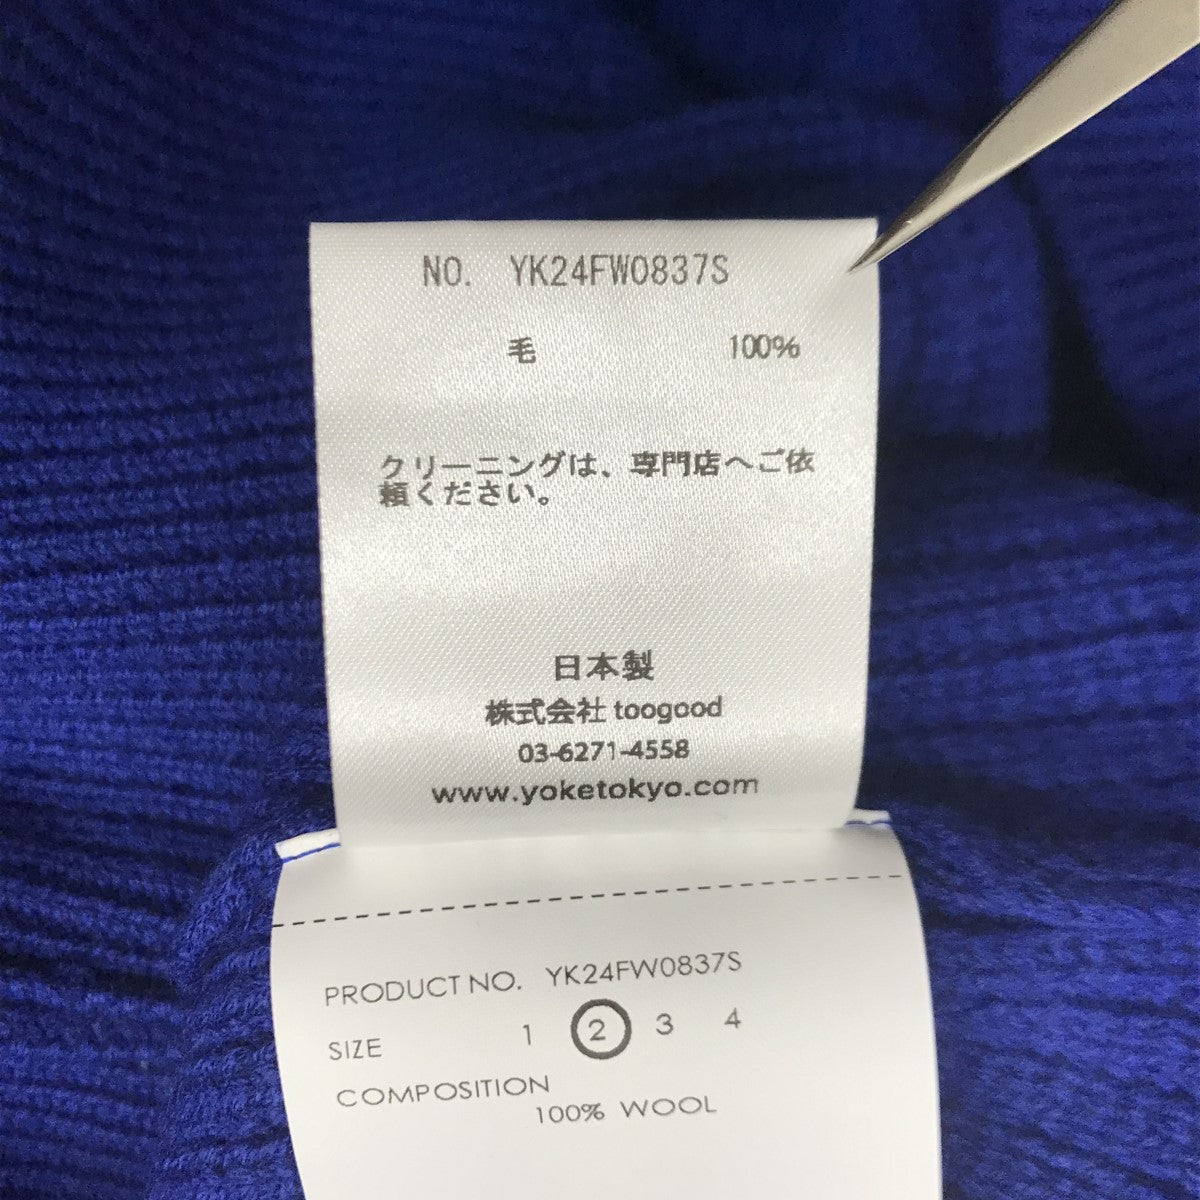 NO. YK24FW0837S
毛 100%
クリーニングは、専門店へご依
頼ください。
日本製
株式会社 toogood
03-6271-4558
www.yoketokyo.com
PRODUCT NO. YK24FW0837S
SIZE 1 2 3 4
COMPOSITION
100% WOOL